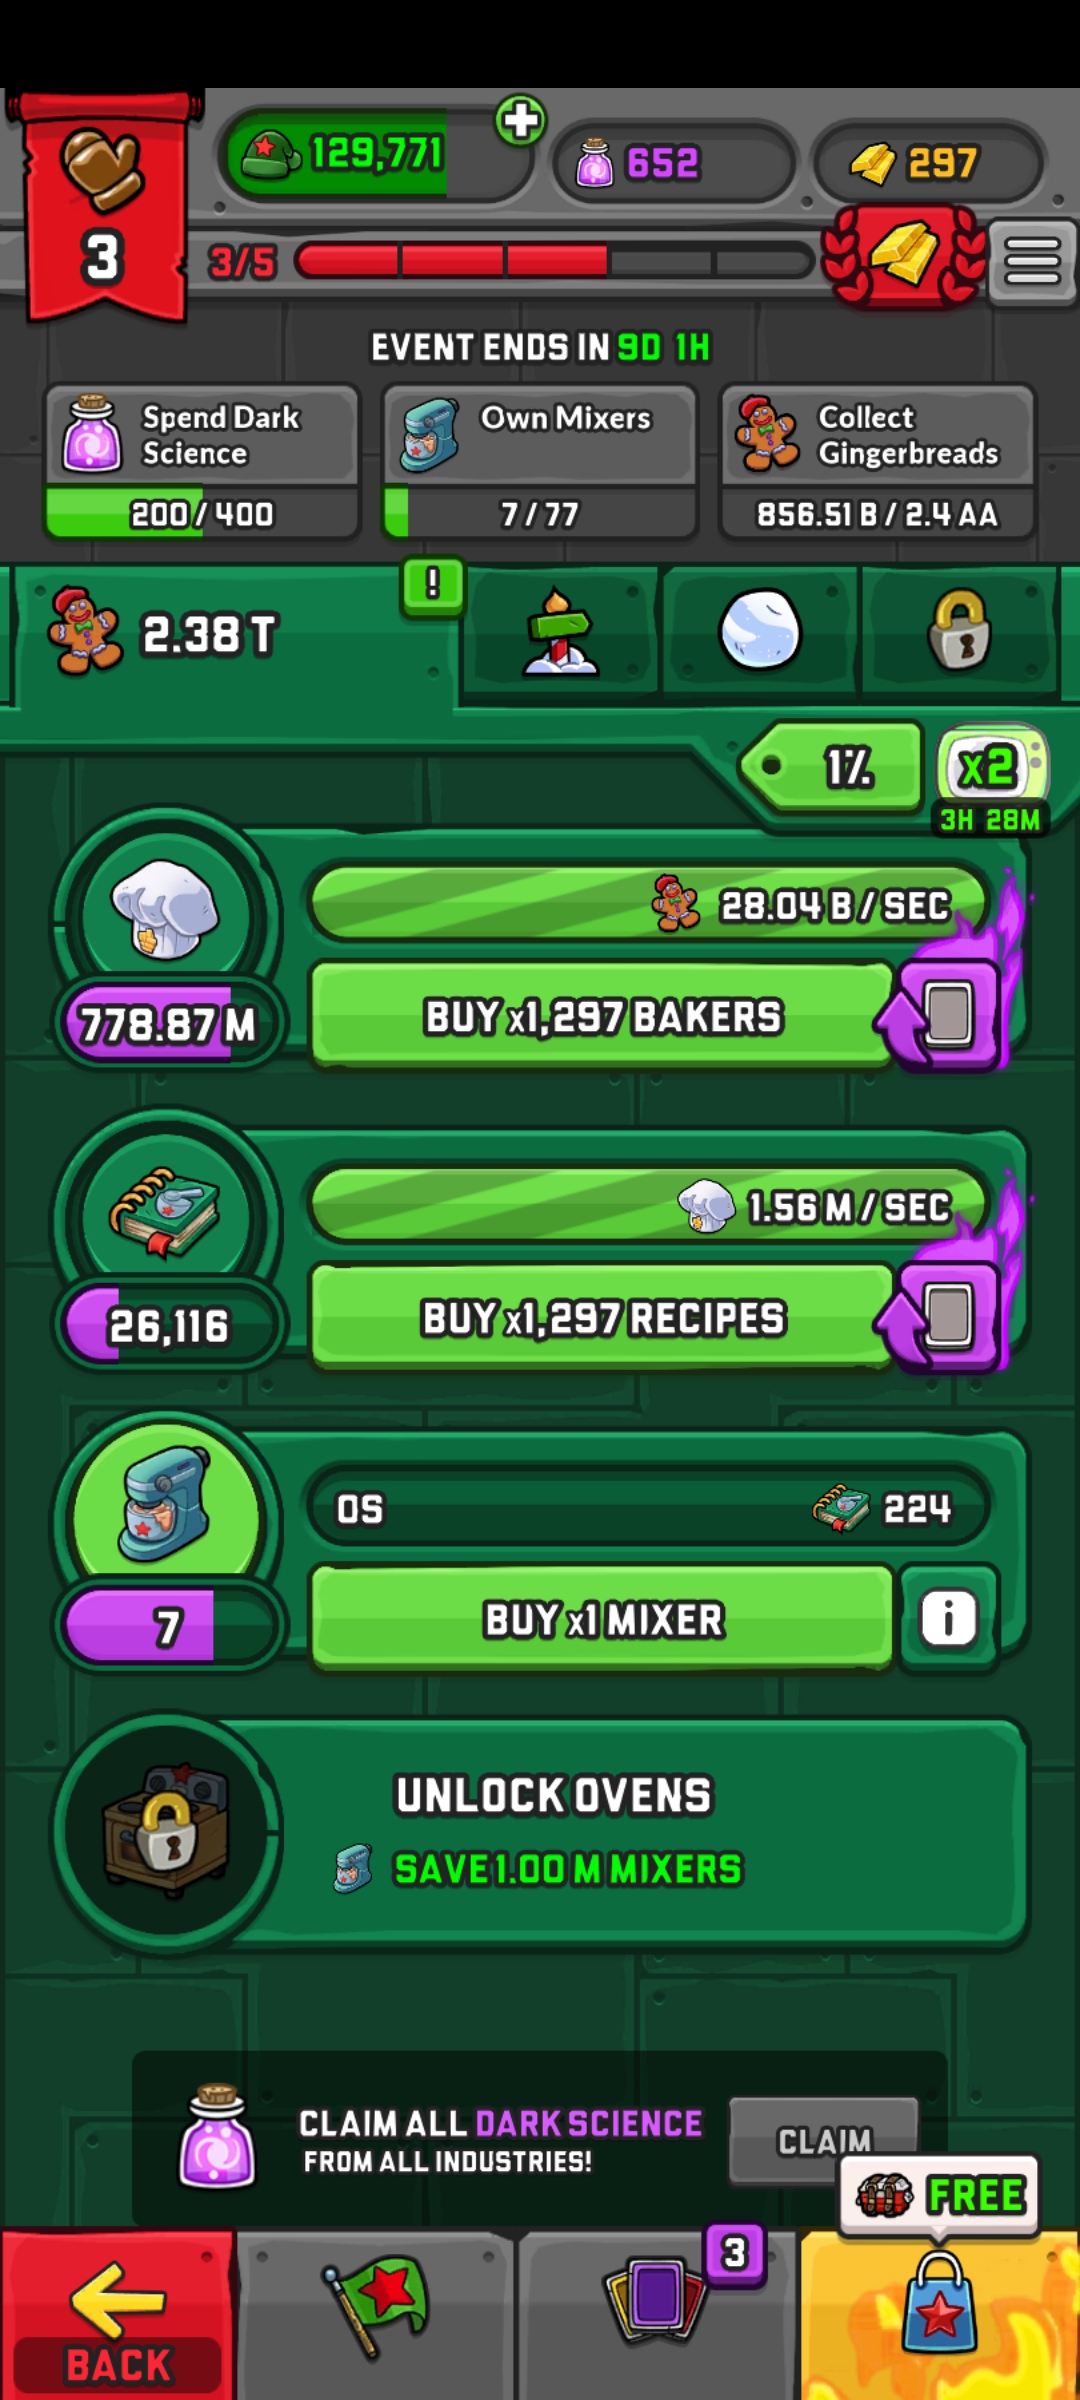 3
129,771
652
297
3/5
EVENT ENDS IN 9D 1H
Spend Dark
Science
200 / 400
Own Mixers
7 / 77
Collect
Gingerbreads
856.51 B / 2.4 AA
2.38 T
!
1%
x2
3H 28M
28.04 B / SEC
778.87 M
BUY x1,297 BAKERS
1.56 M / SEC
26,116
BUY x1,297 RECIPES
0S
224
7
BUY x1 MIXER
i
UNLOCK OVENS
SAVE 1.00 M MIXERS
CLAIM ALL DARK SCIENCE
FROM ALL INDUSTRIES!
CLAIM
FREE
3
BACK